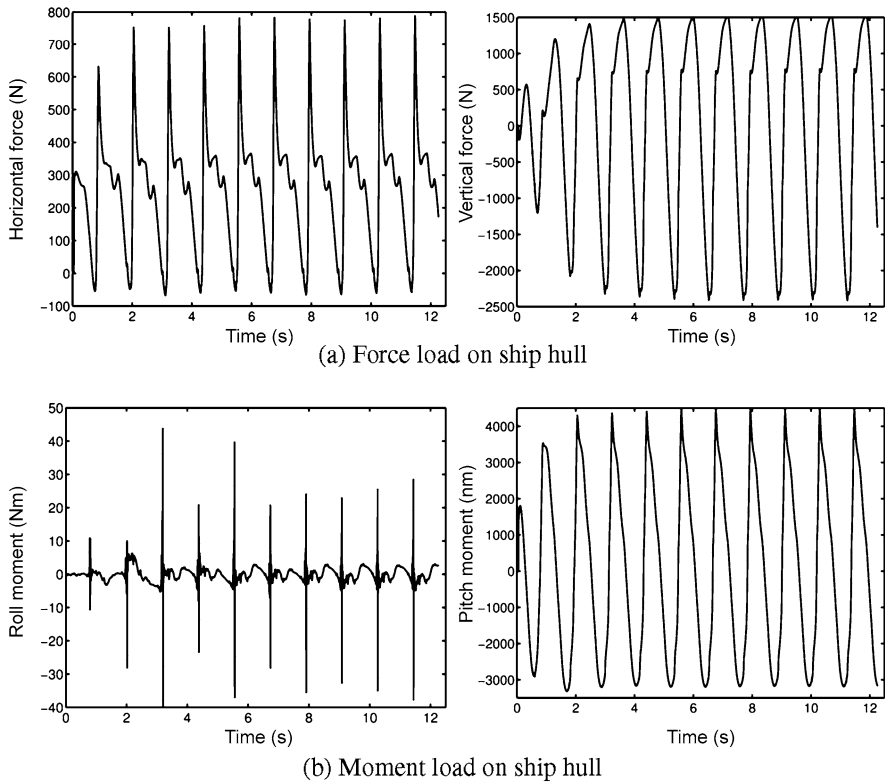 800
700
600
500
400
300
200
100
0
−100
Horizontal force (N)
0 2 4 6 8 10 12
Time (s)
1500
1000
500
0
−500
−1000
−1500
−2000
−2500
Vertical force (N)
0 2 4 6 8 10 12
Time (s)
(a) Force load on ship hull
50
40
30
20
10
0
−10
−20
−30
−40
Roll moment (Nm)
0 2 4 6 8 10 12
Time (s)
4000
3000
2000
1000
0
−1000
−2000
−3000
Pitch moment (nm)
0 2 4 6 8 10 12
Time (s)
(b) Moment load on ship hull